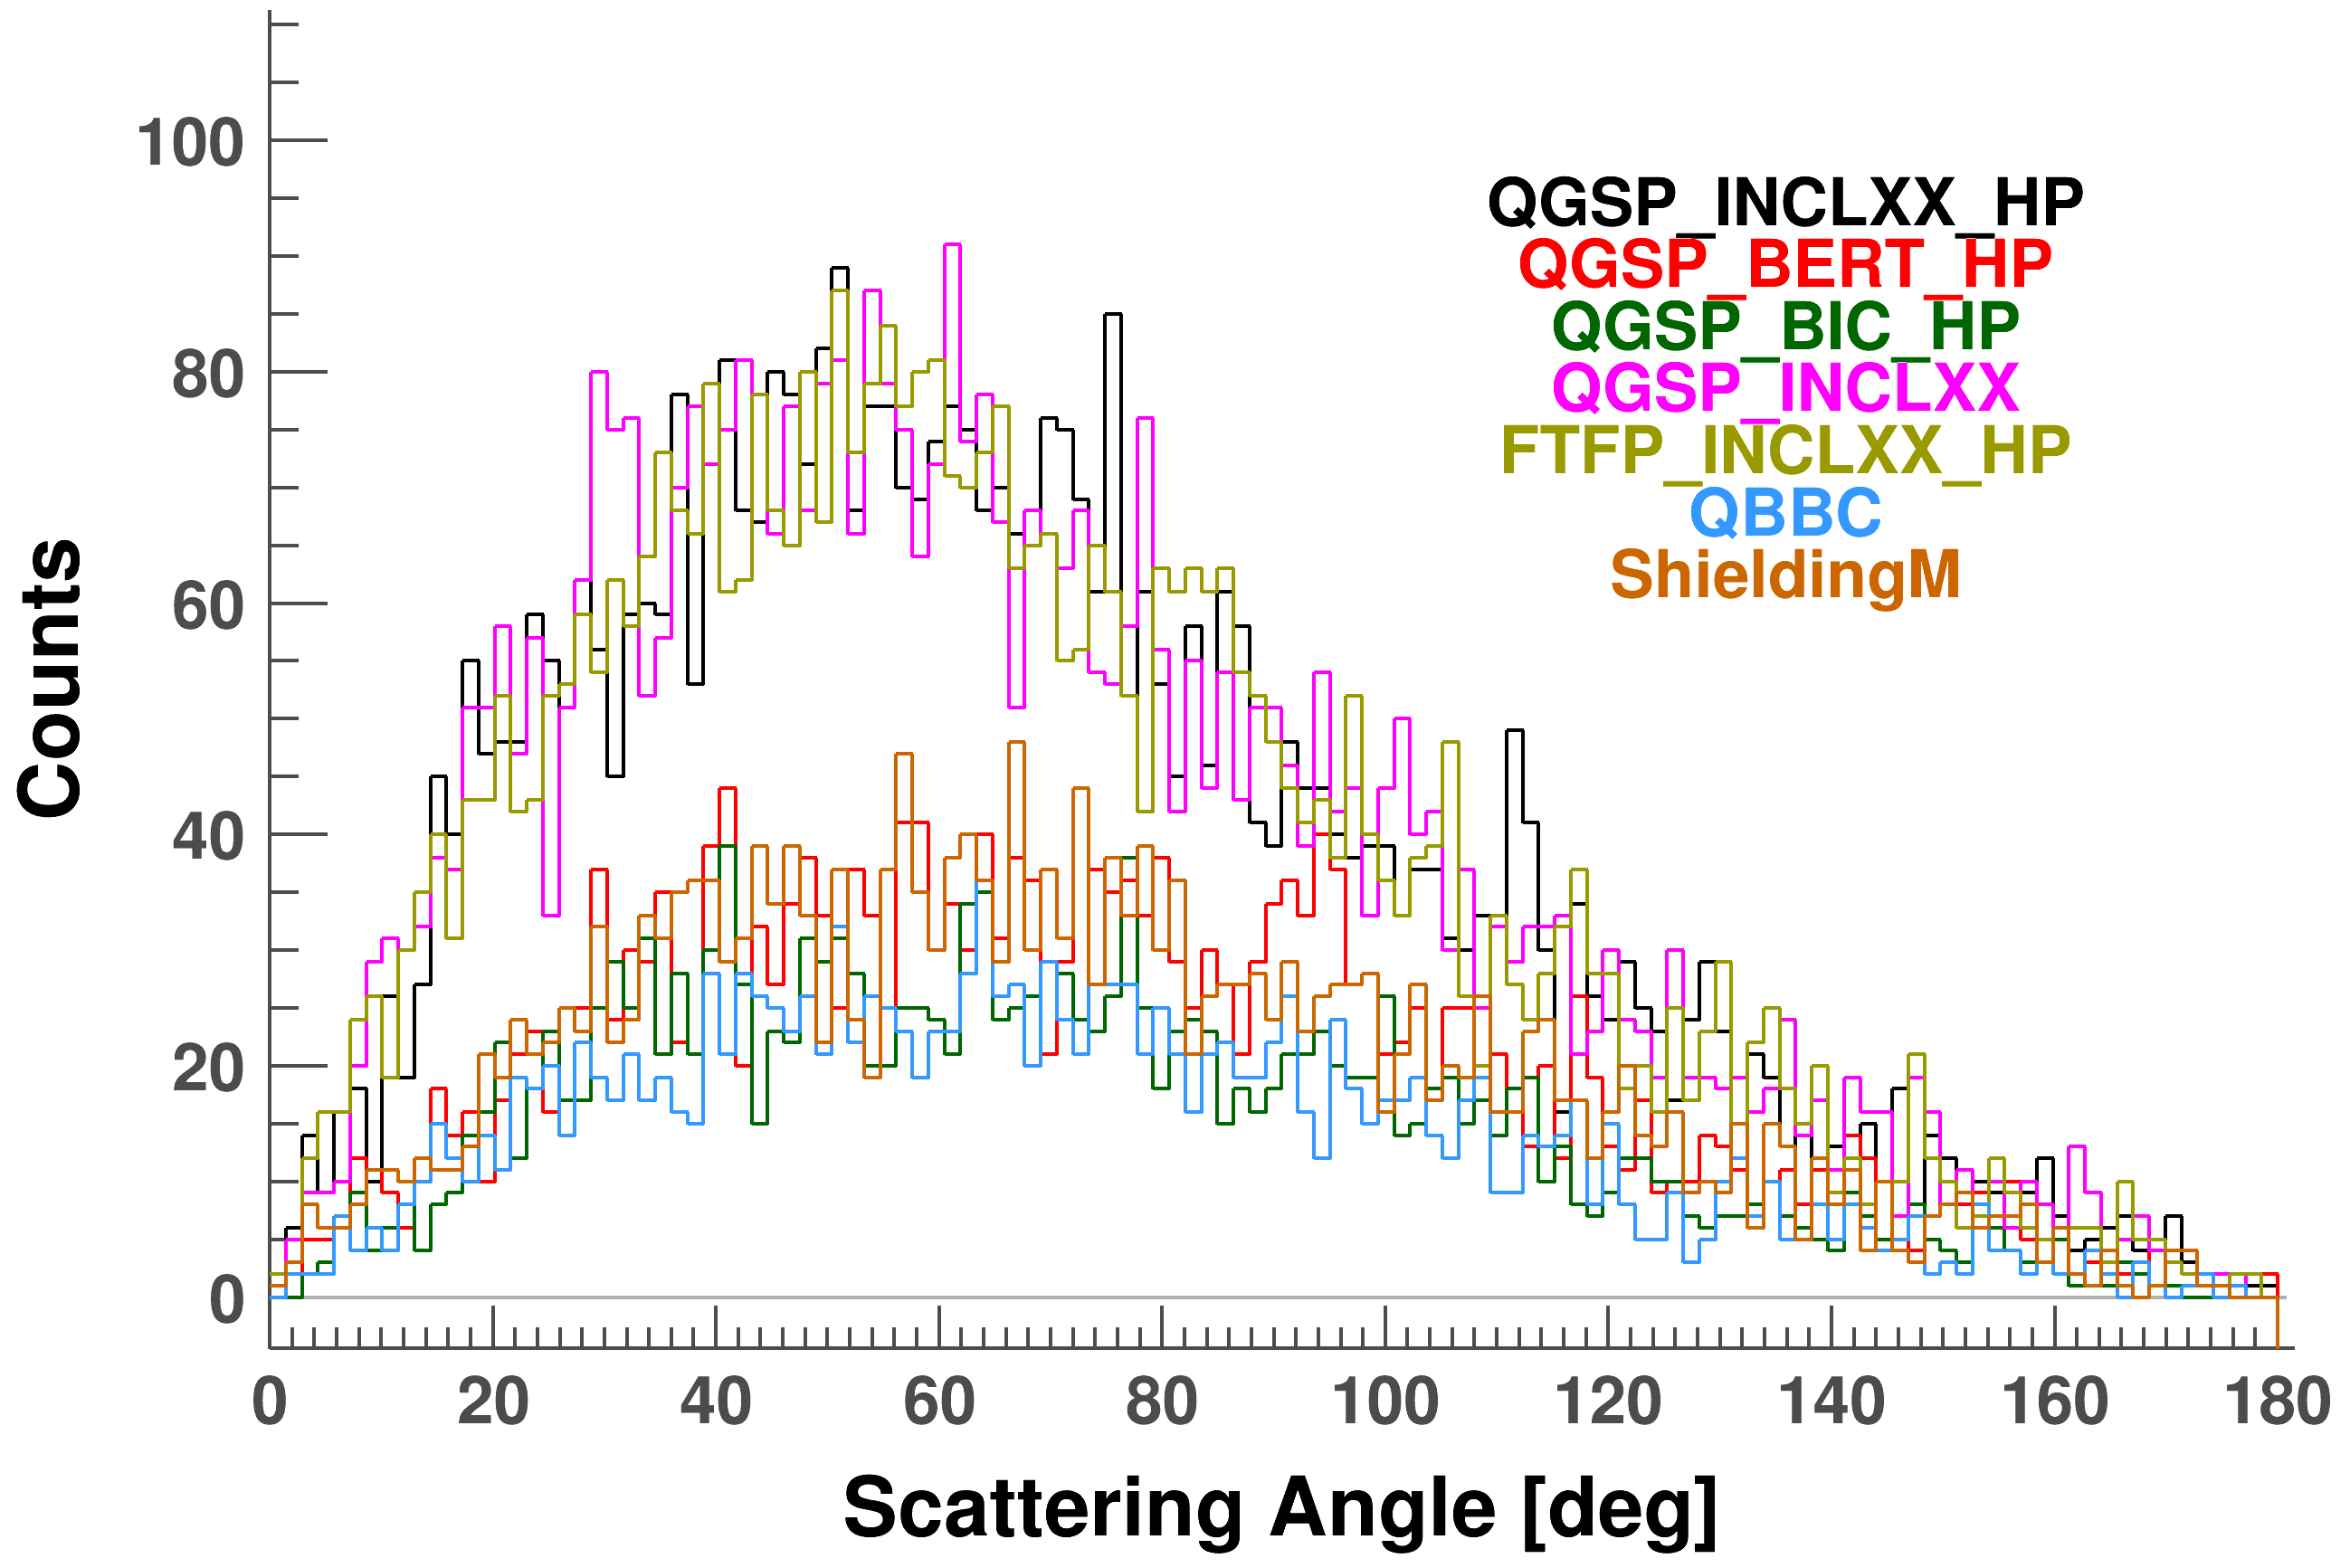 100
80
60
40
20
0
Counts
QGSP_INCLXX_HP
QGSP_BERT_HP
QGSP_BIC_HP
QGSP_INCLXX
FTFP_INCLXX_HP
QBBC
ShieldingM
0 20 40 60 80 100 120 140 160 180
Scattering Angle [deg]